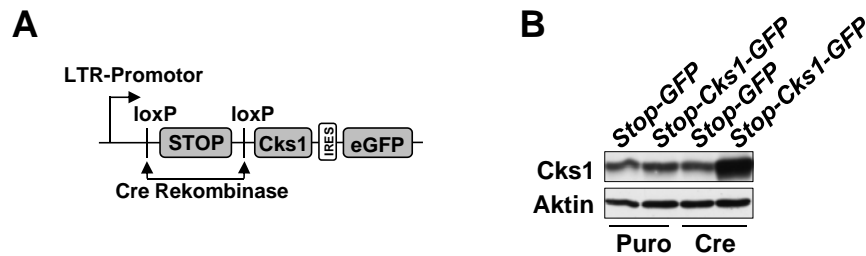 A
LTR-Promotor
loxP
loxP
STOP
Cks1
IRES
eGFP
Cre Rekombinase
B
Stop-GFP
Stop-Cks1-GFP
Stop-GFP
Stop-Cks1-GFP
Cks1
Aktin
Puro
Cre